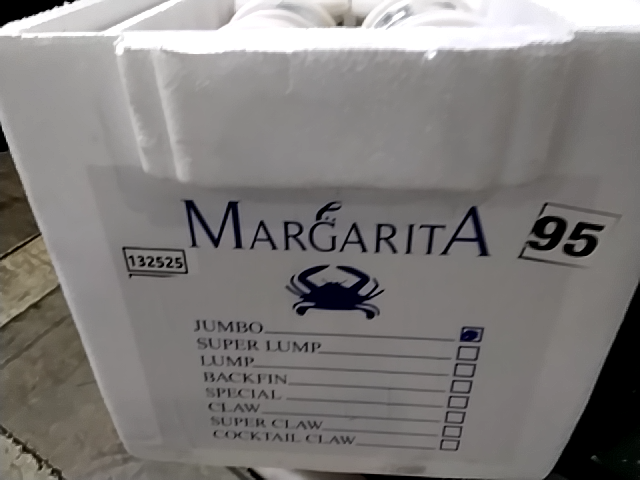 MARGARITA
95
132525
JUMBO
SUPER LUMP
LUMP
BACKFIN
SPECIAL
CLAW
SUPER CLAW
COCKTAIL CLAW